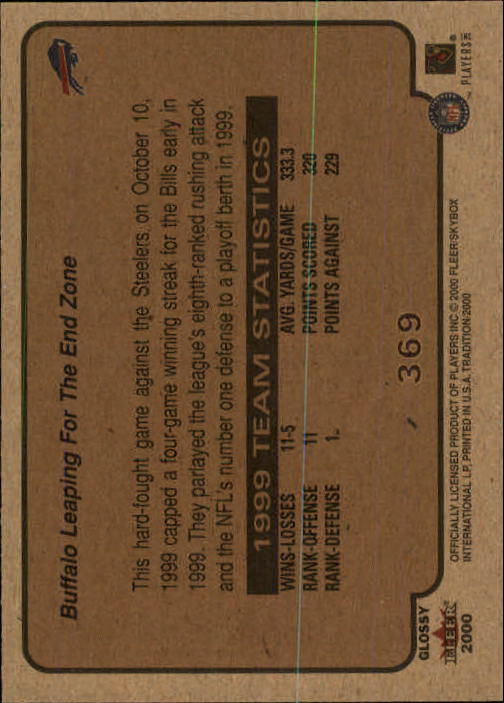 Buffalo Leaping For The End Zone
This hard-fought game against the Steelers on October 10,
1999 capped a four-game winning streak for the Bills early in
1999. They parlayed the league's eighth-ranked rushing attack
and the NFL's number one defense to a playoff berth in 1999.
1999 TEAM STATISTICS
WINS-LOSSES 11-5 AVG. YARDS/GAME 333.3
RANK-OFFENSE 11 POINTS SCORED 320
RANK-DEFENSE 1 POINTS AGAINST 229
369
GLOSSY
FLEER
2000
OFFICIALLY LICENSED PRODUCT OF PLAYERS INC © 2000 FLEER/SKYBOX
INTERNATIONAL LP, PRINTED IN U.S.A. TRADITION 2000
NFL
PLAYERS INC